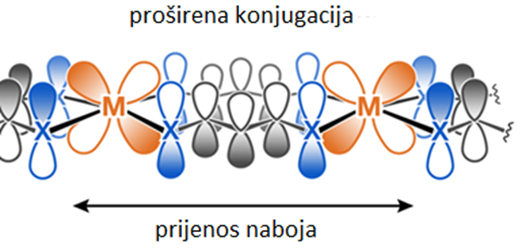 proširena konjugacija
X M X X M X
X X
prijenos naboja